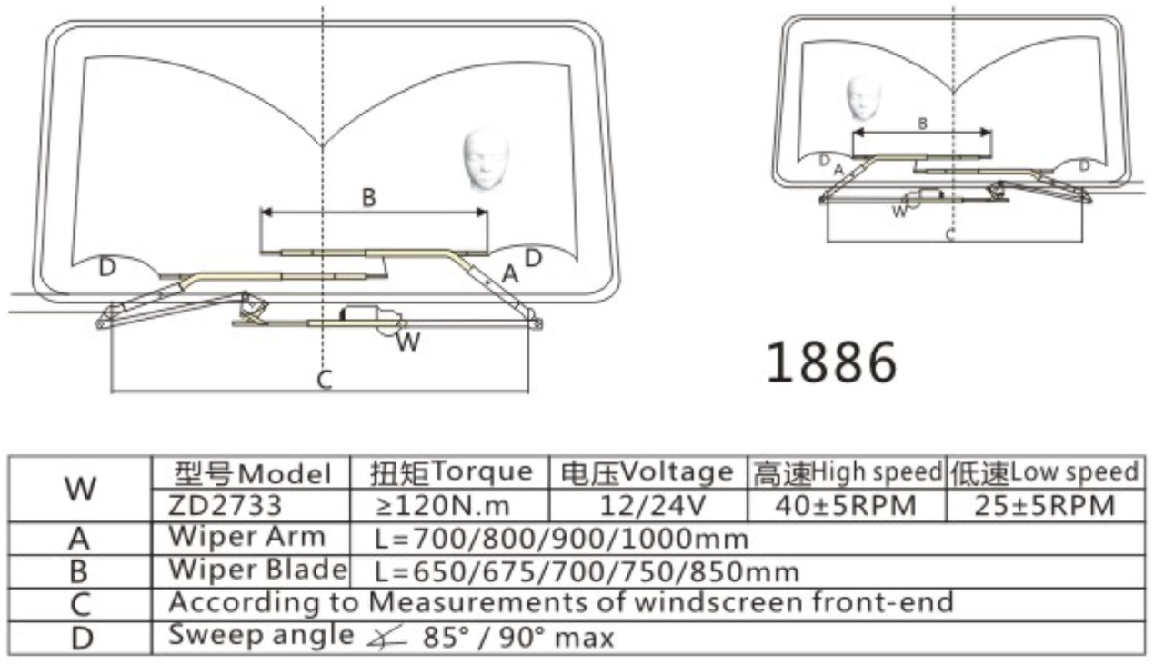 B
D
D
A
W
C
B
D
A
D
W
C
1886
W
型号Model 扭矩Torque 电压Voltage 高速High speed 低速Low speed
ZD2733 ≥120N.m 12/24V 40±5RPM 25±5RPM
A Wiper Arm L=700/800/900/1000mm
B Wiper Blade L=650/675/700/750/850mm
C According to Measurements of windscreen front-end
D Sweep angle ∡ 85° / 90° max